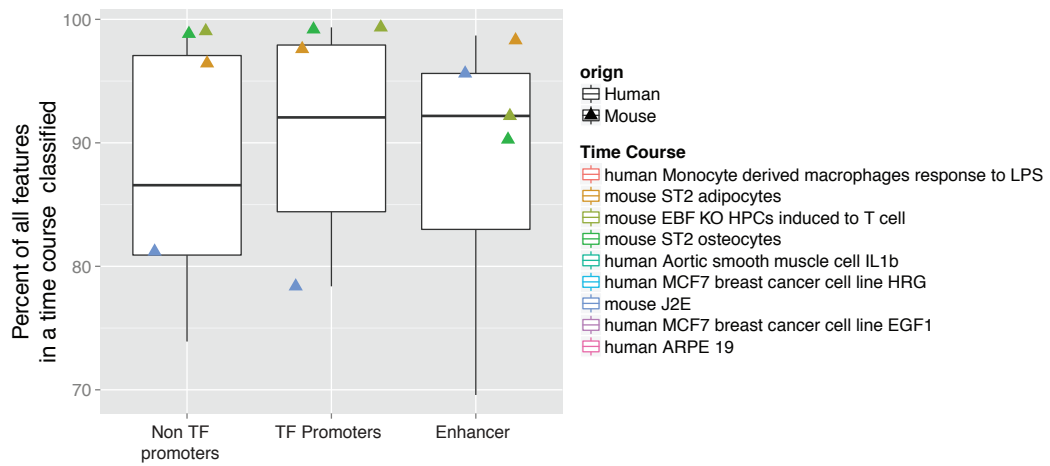 100
90
80
70
Percent of all features
in a time course classified
Non TF
promoters
TF Promoters
Enhancer
orign
Human
Mouse
Time Course
human Monocyte derived macrophages response to LPS
mouse ST2 adipocytes
mouse EBF KO HPCs induced to T cell
mouse ST2 osteocytes
human Aortic smooth muscle cell IL1b
human MCF7 breast cancer cell line HRG
mouse J2E
human MCF7 breast cancer cell line EGF1
human ARPE 19